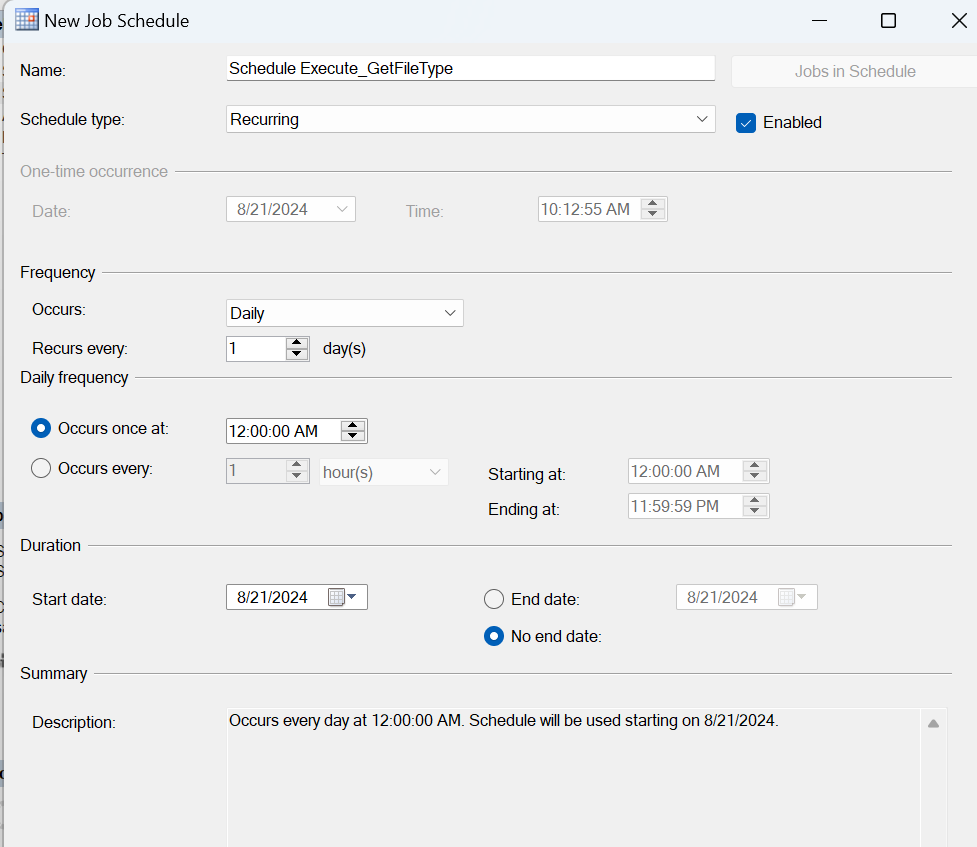 New Job Schedule
Name: Schedule Execute_GetFileType Jobs in Schedule
Schedule type: Recurring Enabled
One-time occurrence
Date: 8/21/2024 Time: 10:12:55 AM
Frequency
Occurs: Daily
Recurs every: 1 day(s)
Daily frequency
Occurs once at: 12:00:00 AM
Occurs every: 1 hour(s) Starting at: 12:00:00 AM
Ending at: 11:59:59 PM
Duration
Start date: 8/21/2024 End date: 8/21/2024
No end date:
Summary
Description: Occurs every day at 12:00:00 AM. Schedule will be used starting on 8/21/2024.